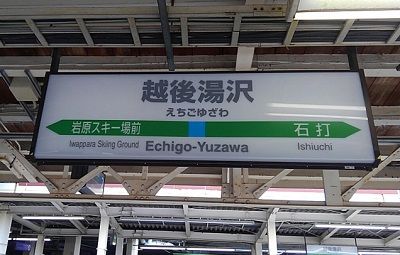 越後湯沢
えちごゆざわ
岩原スキー場前 石打
Iwappara Skiing Ground Echigo-Yuzawa Ishiuchi